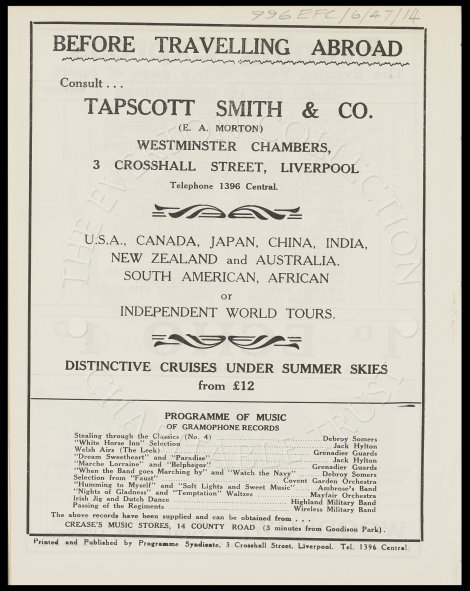 996 EFC/6/47/14
BEFORE TRAVELLING ABROAD
Consult . . .
TAPSCOTT SMITH & CO.
(E. A. MORTON)
WESTMINSTER CHAMBERS,
3 CROSSHALL STREET, LIVERPOOL
Telephone 1396 Central.
U.S.A., CANADA, JAPAN, CHINA, INDIA,
NEW ZEALAND and AUSTRALIA.
SOUTH AMERICAN, AFRICAN
or
INDEPENDENT WORLD TOURS.
DISTINCTIVE CRUISES UNDER SUMMER SKIES
from £12
PROGRAMME OF MUSIC
OF GRAMOPHONE RECORDS
Stealing through the Classics (No. 4) Debroy Somers
"White Horse Inn" Selection Jack Hylton
Welsh Airs (The Leek) Grenadier Guards
"Dream Sweetheart" and "Paradise" Jack Hylton
"Marche Lorraine" and "Belphegor" Grenadier Guards
"When the Band goes Marching by" and "Watch the Navy" Debroy Somers
Selection from "Faust" Covent Garden Orchestra
"Humming to Myself" and "Soft Lights and Sweet Music" Ambrose's Band
"Nights of Gladness" and "Temptation" Waltzes Mayfair Orchestra
Irish Jig and Dutch Dance Highland Military Band
Passing of the Regiments Wireless Military Band
The above records have been supplied and can be obtained from . . .
CREASE'S MUSIC STORES, 14 COUNTY ROAD (3 minutes from Goodison Park).
Printed and Published by Programme Syndicate, 3 Crosshall Street, Liverpool. Tel. 1396 Central.
THE EVERTON COLLECTION
CHARITABLE TRUST